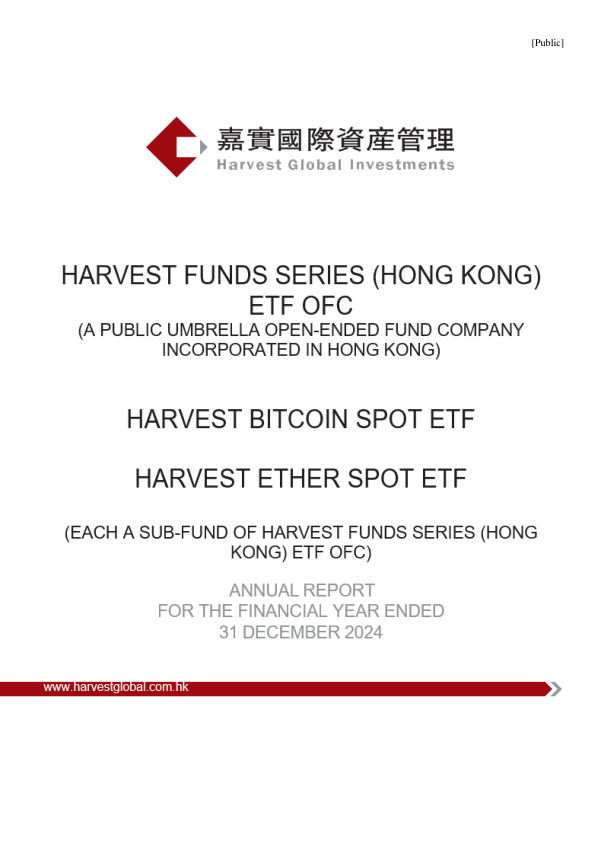 [Public]
嘉實國際資產管理
Harvest Global Investments
HARVEST FUNDS SERIES (HONG KONG)
ETF OFC
(A PUBLIC UMBRELLA OPEN-ENDED FUND COMPANY
INCORPORATED IN HONG KONG)
HARVEST BITCOIN SPOT ETF
HARVEST ETHER SPOT ETF
(EACH A SUB-FUND OF HARVEST FUNDS SERIES (HONG
KONG) ETF OFC)
ANNUAL REPORT
FOR THE FINANCIAL YEAR ENDED
31 DECEMBER 2024
www.harvestglobal.com.hk